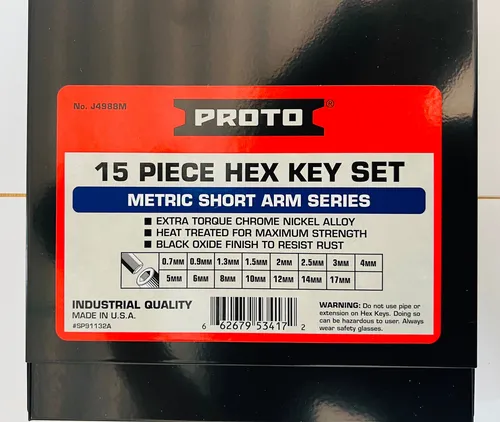 No. J4988M
PROTO®
15 PIECE HEX KEY SET
METRIC SHORT ARM SERIES
■ EXTRA TORQUE CHROME NICKEL ALLOY
■ HEAT TREATED FOR MAXIMUM STRENGTH
■ BLACK OXIDE FINISH TO RESIST RUST
0.7MM 0.9MM 1.3MM 1.5MM 2MM 2.5MM 3MM 4MM
5MM 6MM 8MM 10MM 12MM 14MM 17MM
INDUSTRIAL QUALITY
MADE IN U.S.A.
#SP91132A
6 62679 53417 2
WARNING: Do not use pipe or
extension on Hex Keys. Doing so
can be hazardous to user. Always
wear safety glasses.